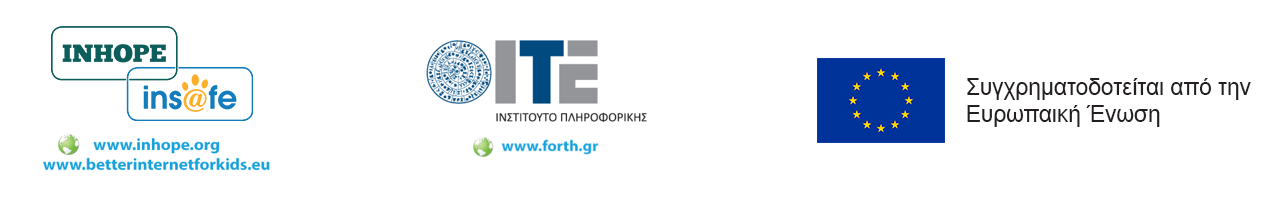 INHOPE
ins@fe
www.inhope.org
www.betterinternetforkids.eu
ITE
ΙΝΣΤΙΤΟΥΤΟ ΠΛΗΡΟΦΟΡΙΚΗΣ
www.forth.gr
Συγχρηματοδοτείται από την
Ευρωπαική Ένωση